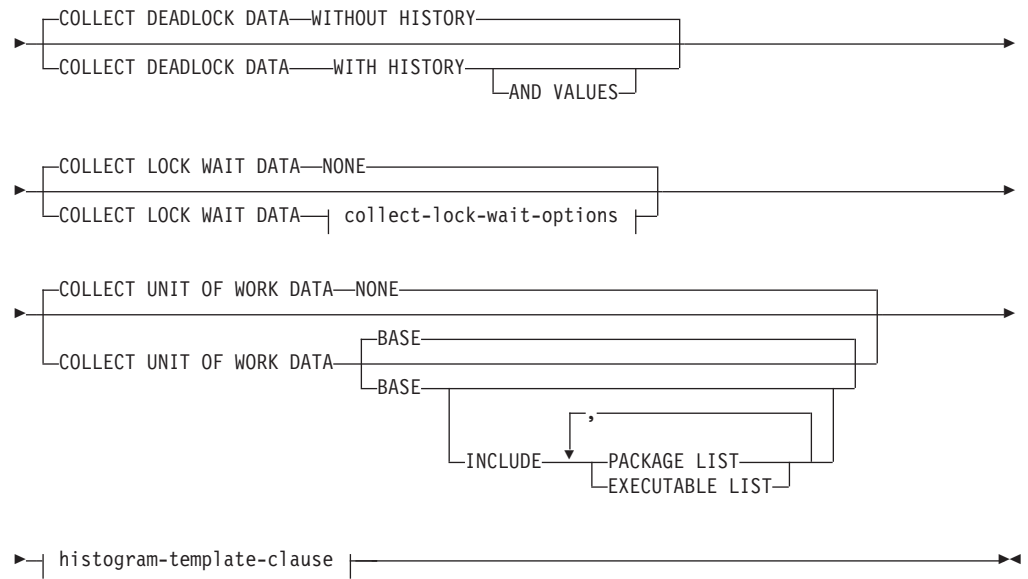 COLLECT DEADLOCK DATA WITHOUT HISTORY
COLLECT DEADLOCK DATA WITH HISTORY
AND VALUES
COLLECT LOCK WAIT DATA NONE
COLLECT LOCK WAIT DATA collect-lock-wait-options
COLLECT UNIT OF WORK DATA NONE
BASE
COLLECT UNIT OF WORK DATA
BASE
,
INCLUDE PACKAGE LIST
EXECUTABLE LIST
histogram-template-clause